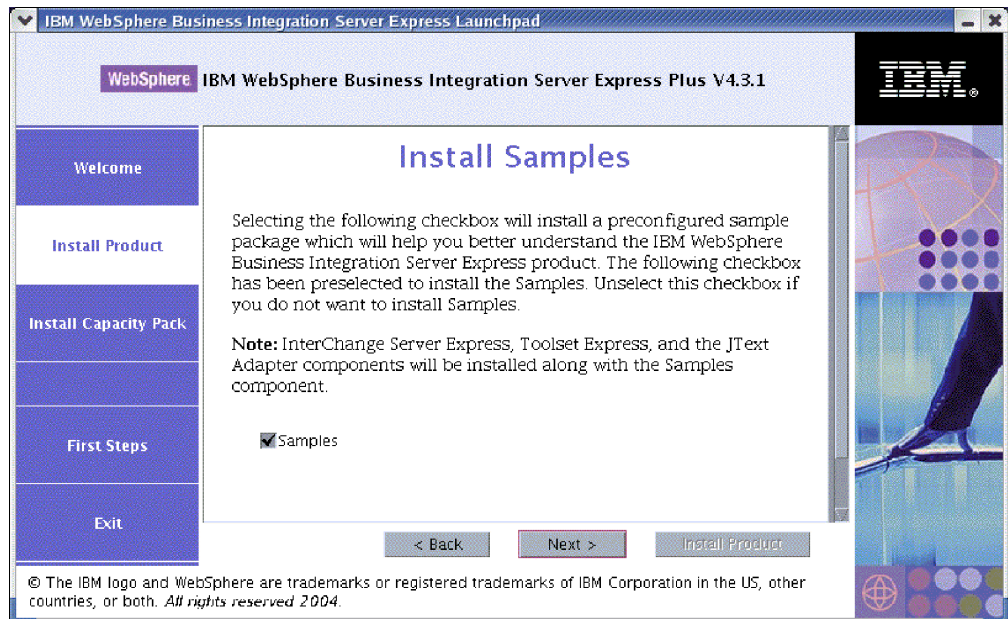 IBM WebSphere Business Integration Server Express Launchpad
WebSphere IBM WebSphere Business Integration Server Express Plus V4.3.1
IBM®
Welcome
Install Product
Install Capacity Pack
First Steps
Exit
Install Samples
Selecting the following checkbox will install a preconfigured sample
package which will help you better understand the IBM WebSphere
Business Integration Server Express product. The following checkbox
has been preselected to install the Samples. Unselect this checkbox if
you do not want to install Samples.
Note: InterChange Server Express, Toolset Express, and the JText
Adapter components will be installed along with the Samples
component.
Samples
< Back
Next >
Install Product
© The IBM logo and WebSphere are trademarks or registered trademarks of IBM Corporation in the US, other
countries, or both. All rights reserved 2004.